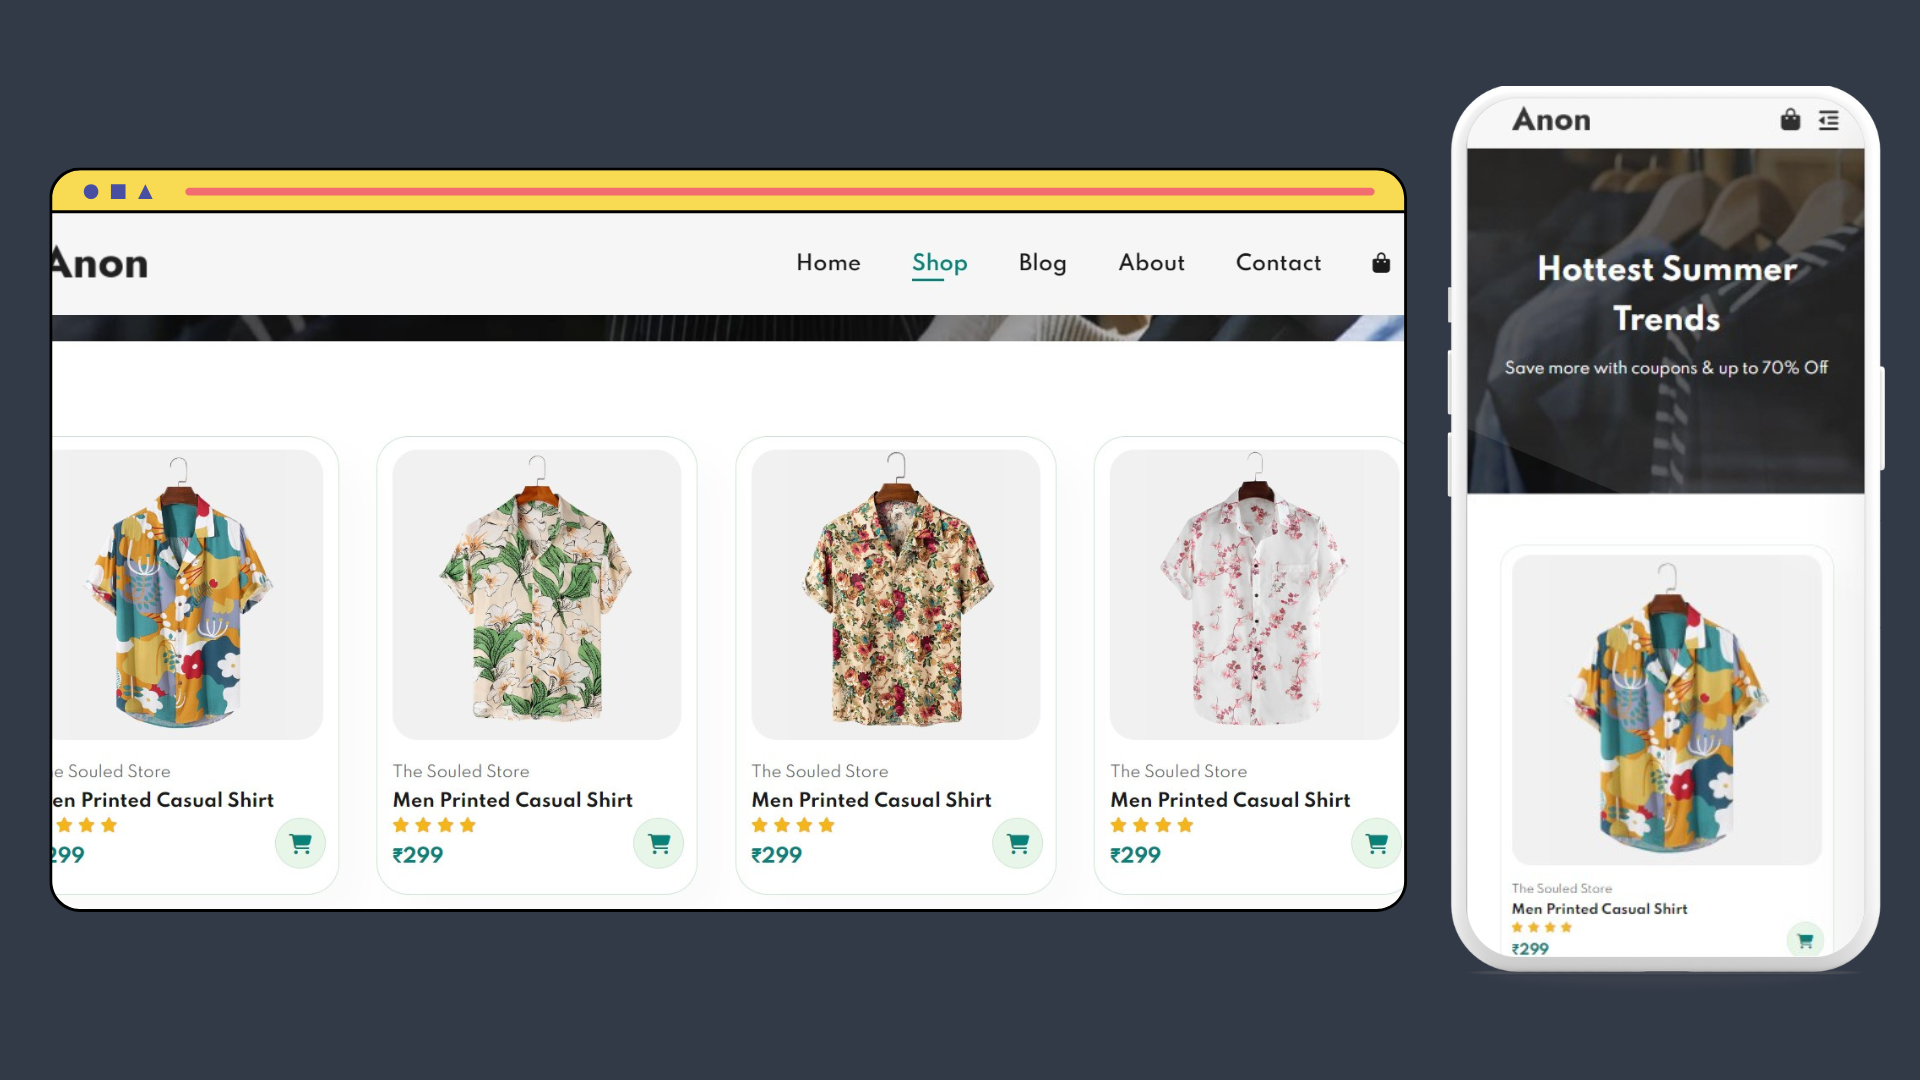 Anon
Home Shop Blog About Contact
e Souled Store
en Printed Casual Shirt
299
The Souled Store
Men Printed Casual Shirt
₹299
The Souled Store
Men Printed Casual Shirt
₹299
The Souled Store
Men Printed Casual Shirt
₹299
Anon
Hottest Summer
Trends
Save more with coupons & up to 70% Off
The Souled Store
Men Printed Casual Shirt
₹299